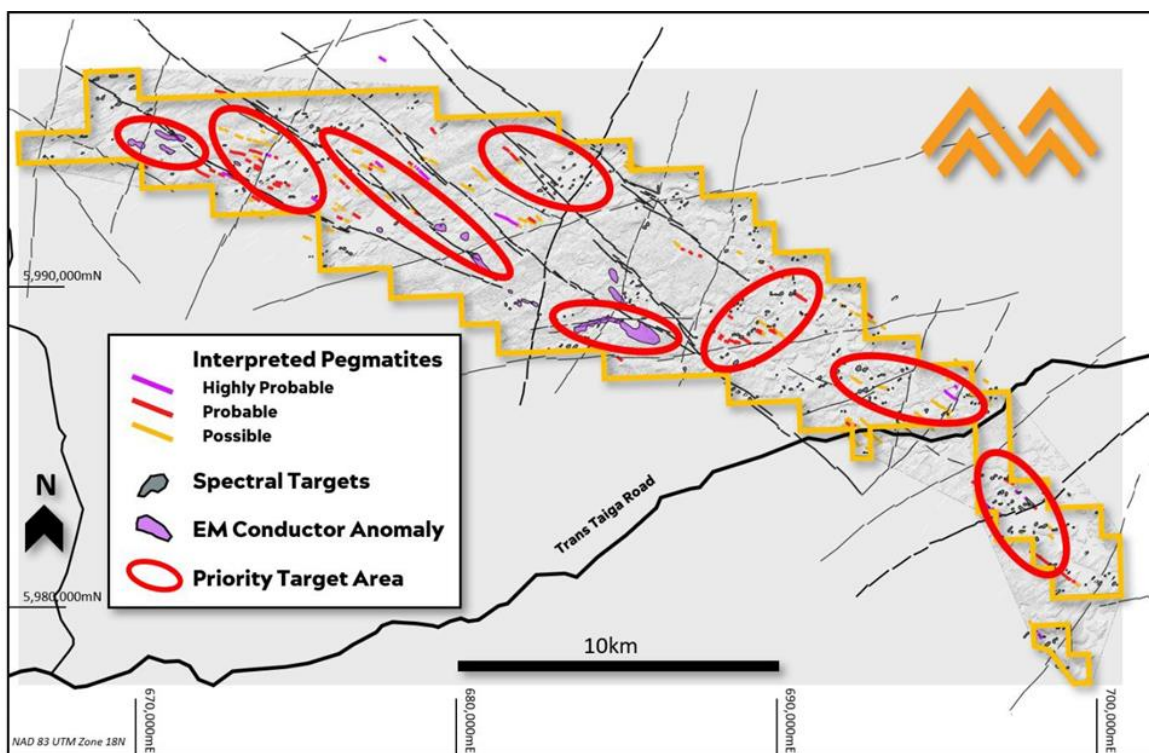 5,990,000mN
Interpreted Pegmatites
Highly Probable
Probable
Possible
Spectral Targets
EM Conductor Anomaly
Priority Target Area
N
Trans Taiga Road
5,980,000mN
10km
670,000mE
680,000mE
690,000mE
700,000mE
NAD 83 UTM Zone 18N